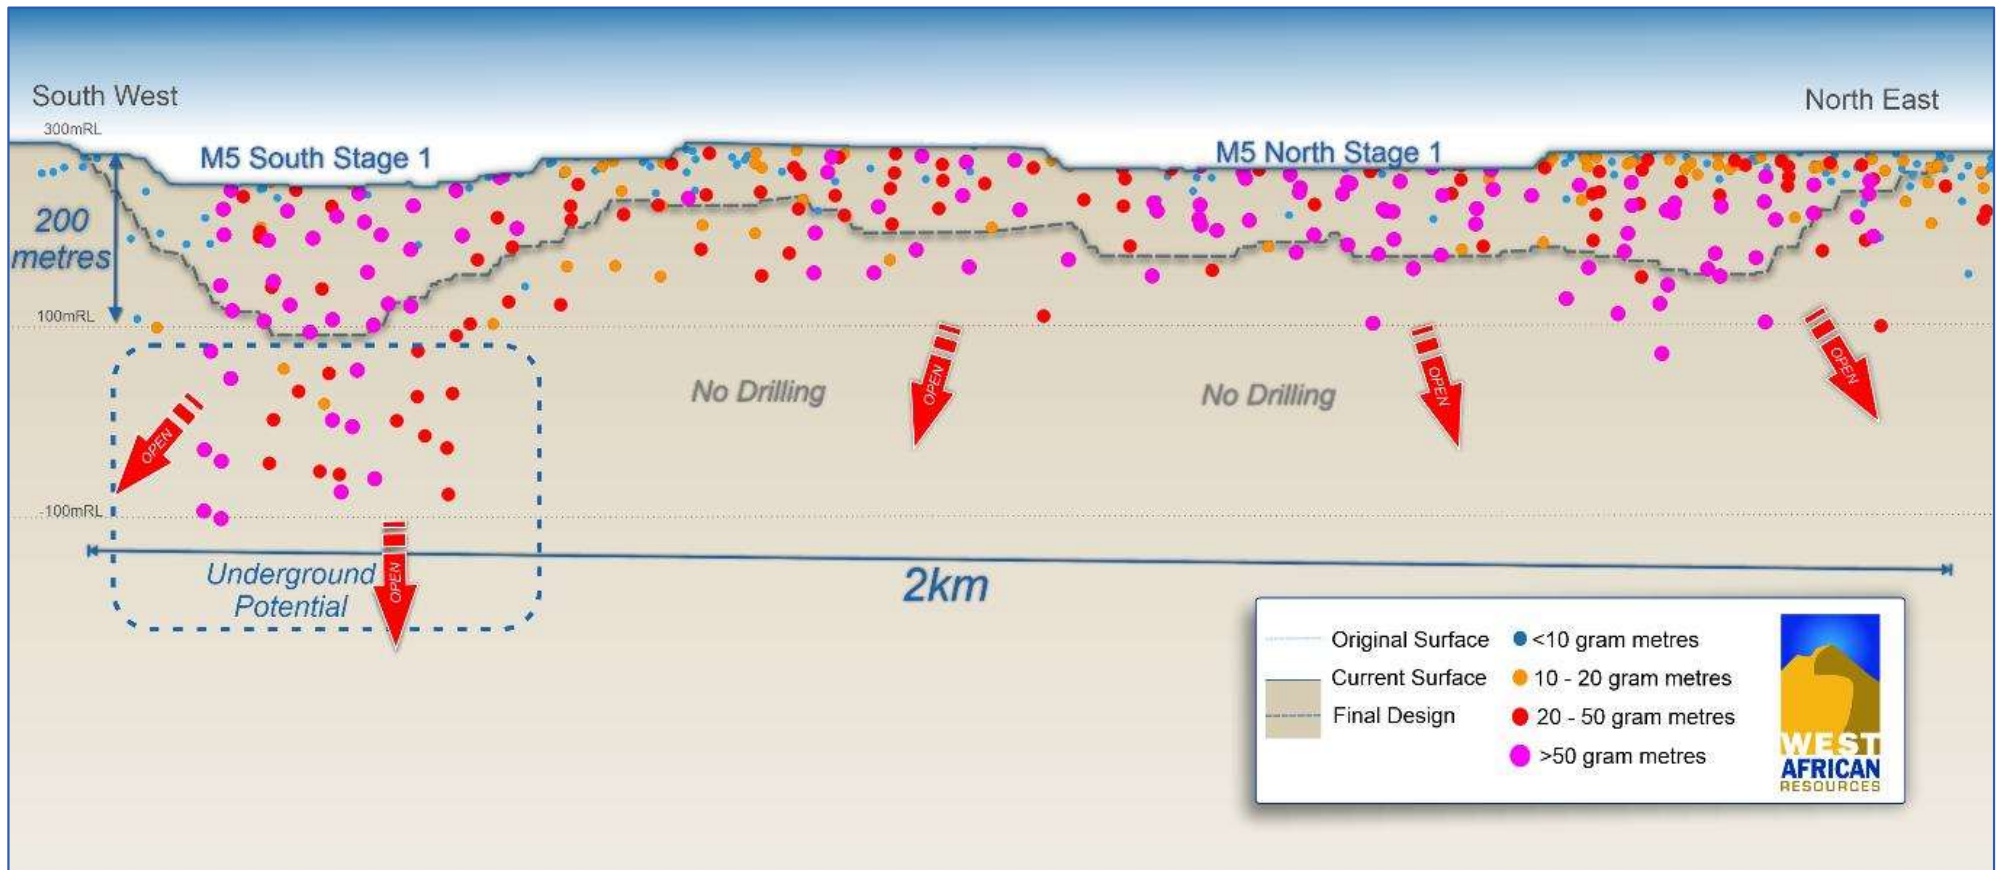 South West
North East
300mRL
M5 South Stage 1
M5 North Stage 1
200
metres
100mRL
OPEN
No Drilling
OPEN
No Drilling
OPEN
OPEN
-100mRL
Underground
Potential
OPEN
2km
Original Surface
Current Surface
Final Design
<10 gram metres
10 - 20 gram metres
20 - 50 gram metres
>50 gram metres
WEST
AFRICAN
RESOURCES